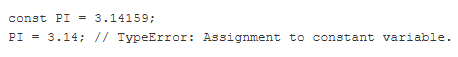 const PI = 3.14159;
PI = 3.14; // TypeError: Assignment to constant variable.